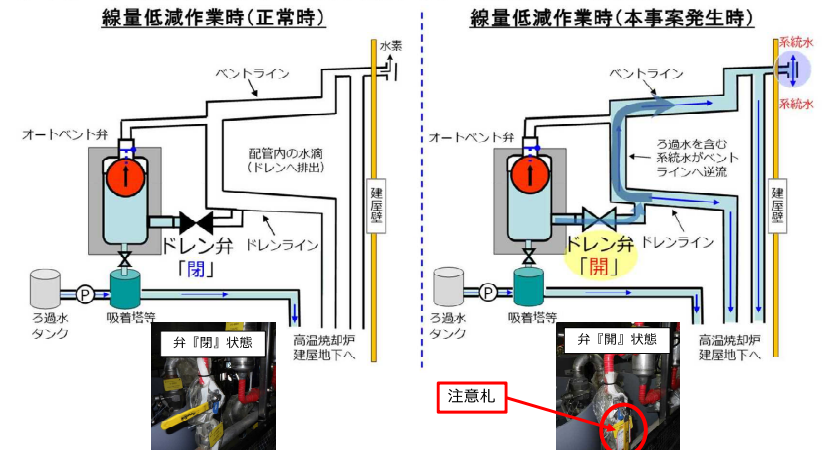 線量低減作業時(正常時)
水素
ベントライン
オートベント弁
配管内の水滴
(ドレンへ排出)
建屋壁
ドレン弁
「閉」
ドレンライン
P
ろ過水
タンク
吸着塔等
高温焼却炉
建屋地下へ
弁『閉』状態
線量低減作業時(本事案発生時)
系統水
系統水
ベントライン
オートベント弁
ろ過水を含む
系統水がベント
ラインへ逆流
建屋壁
ドレン弁
「開」
ドレンライン
P
ろ過水
タンク
吸着塔等
高温焼却炉
建屋地下へ
弁『開』状態
注意札